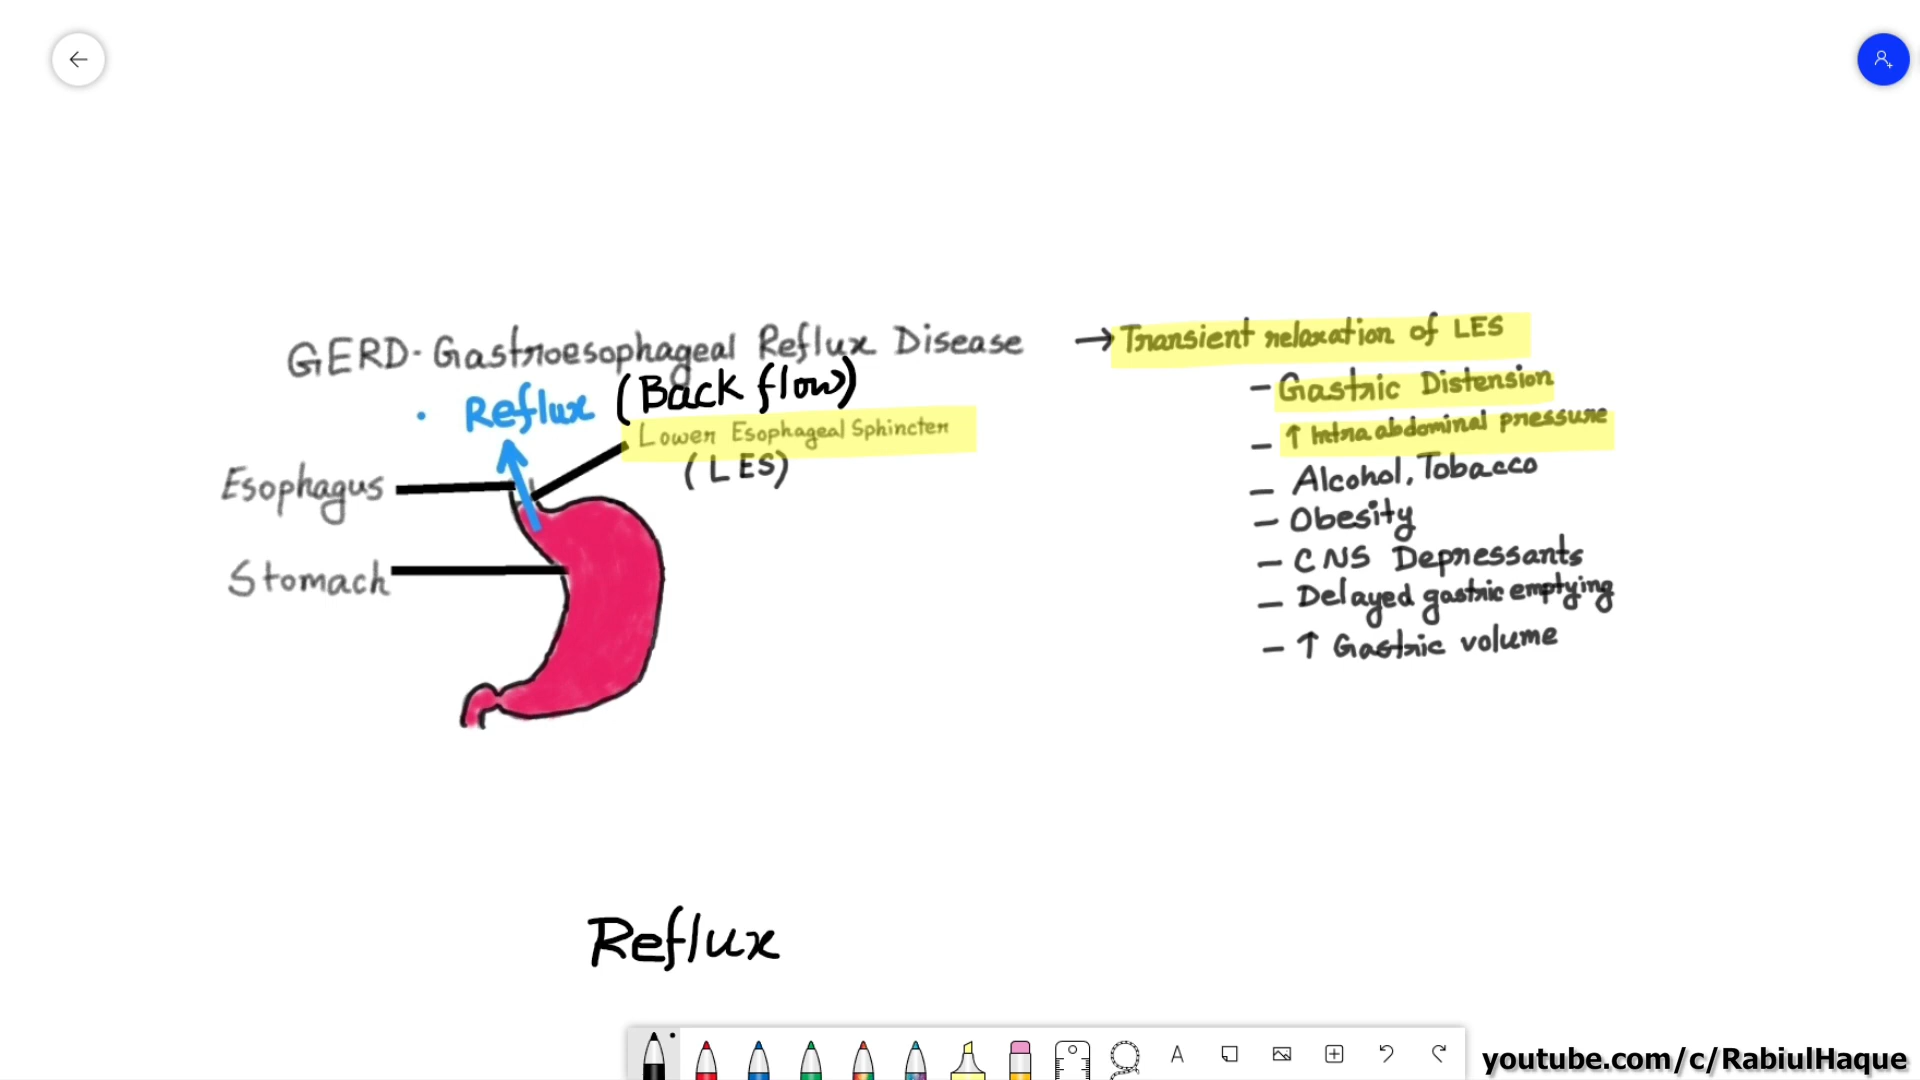 GERD - Gastroesophageal Reflux Disease
Reflux (Back flow)
Lower Esophageal Sphincter
(LES)
Esophagus
Stomach
→ Transient relaxation of LES
- Gastric Distension
- ↑ Intra abdominal pressure
- Alcohol, Tobacco
- Obesity
- CNS Depressants
- Delayed gastric emptying
- ↑ Gastric volume
Reflux
A
youtube.com/c/RabiulHaque